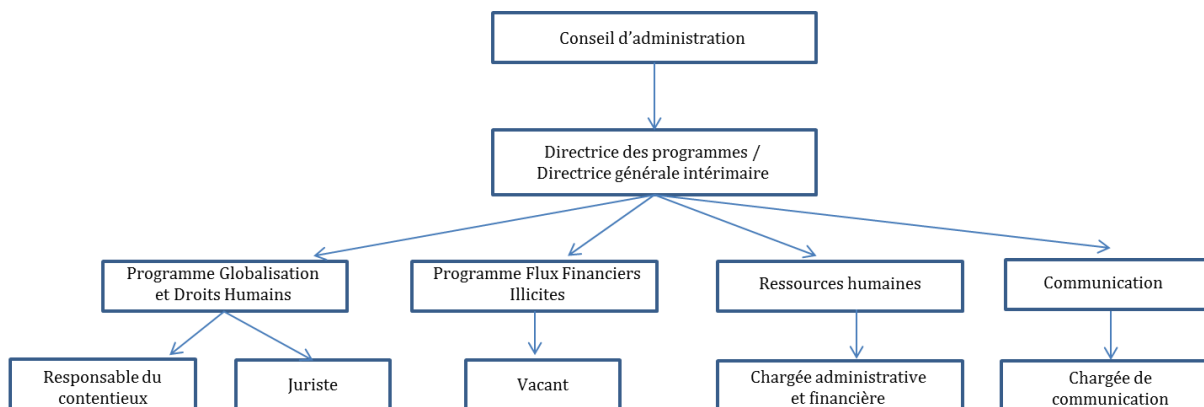 Conseil d’administration
Directrice des programmes /
Directrice générale intérimaire
Programme Globalisation
et Droits Humains
Programme Flux Financiers
Illicites
Ressources humaines
Communication
Responsable du
contentieux
Juriste
Vacant
Chargée administrative
et financière
Chargée de
communication